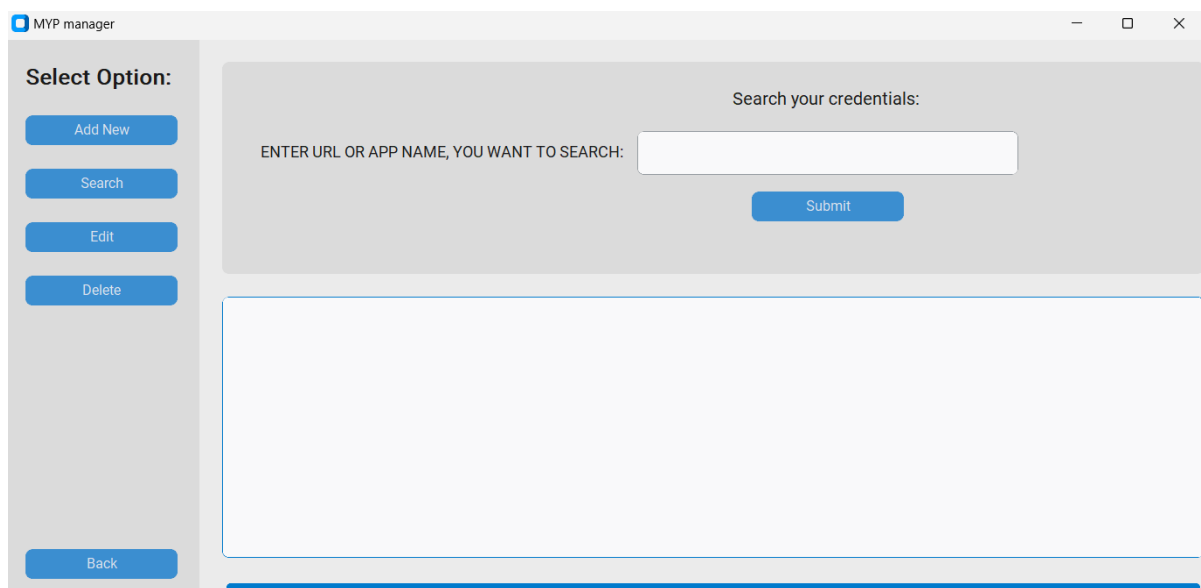 MYP manager
Select Option:
Add New
Search
Edit
Delete
Back
Search your credentials:
ENTER URL OR APP NAME, YOU WANT TO SEARCH:
Submit